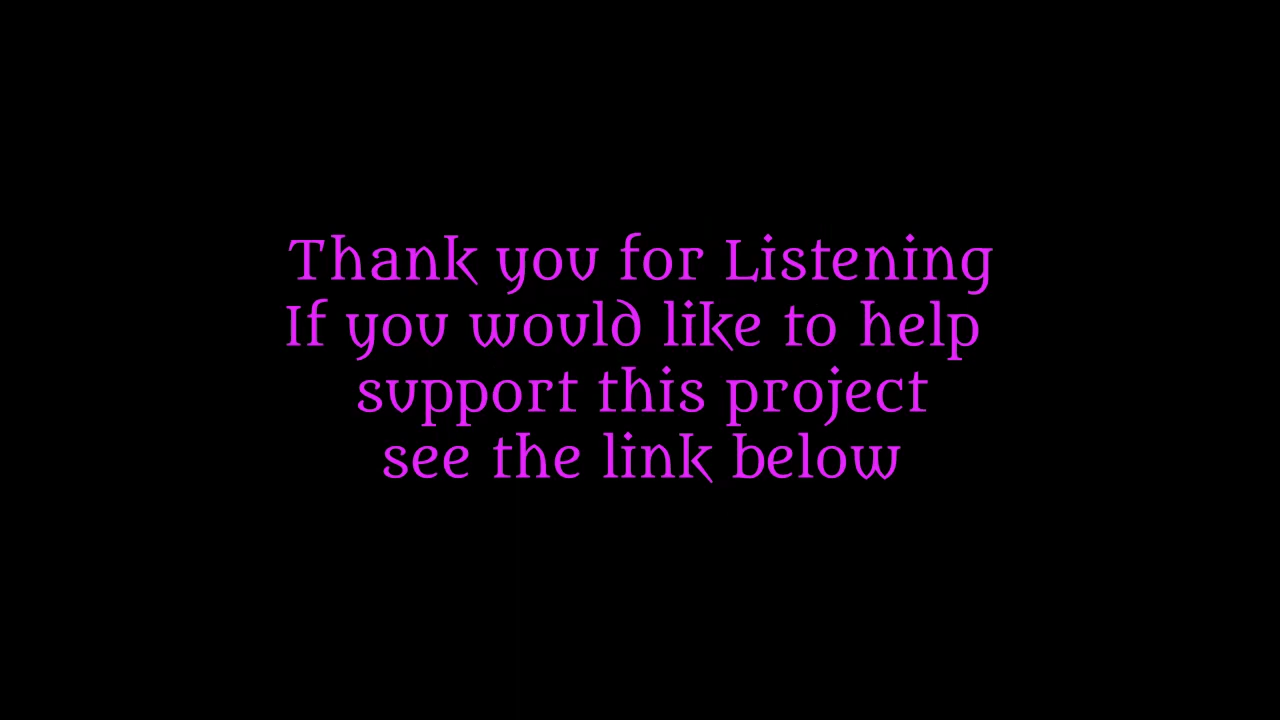 Thank you for Listening
If you would like to help
support this project
see the link below